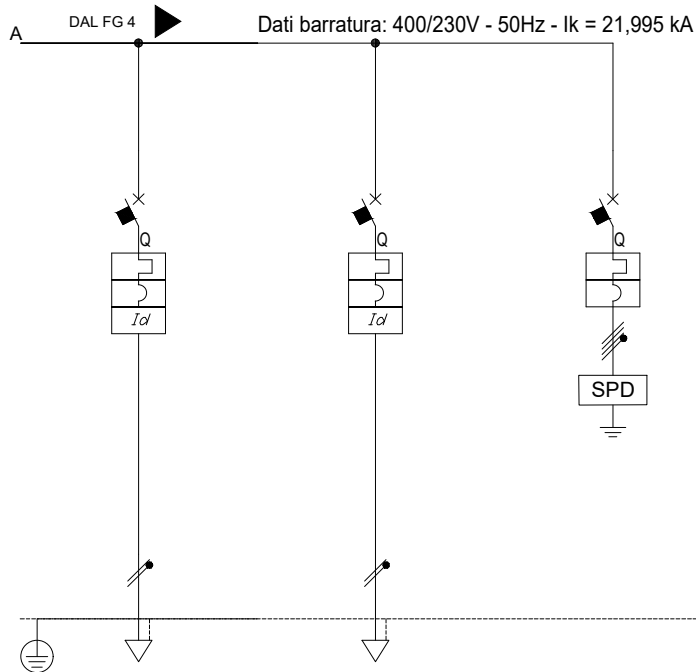 DAL FG 4
Dati barratura: 400/230V - 50Hz - Ik = 21,995 kA
A
Q
Q
Q
Id
Id
SPD